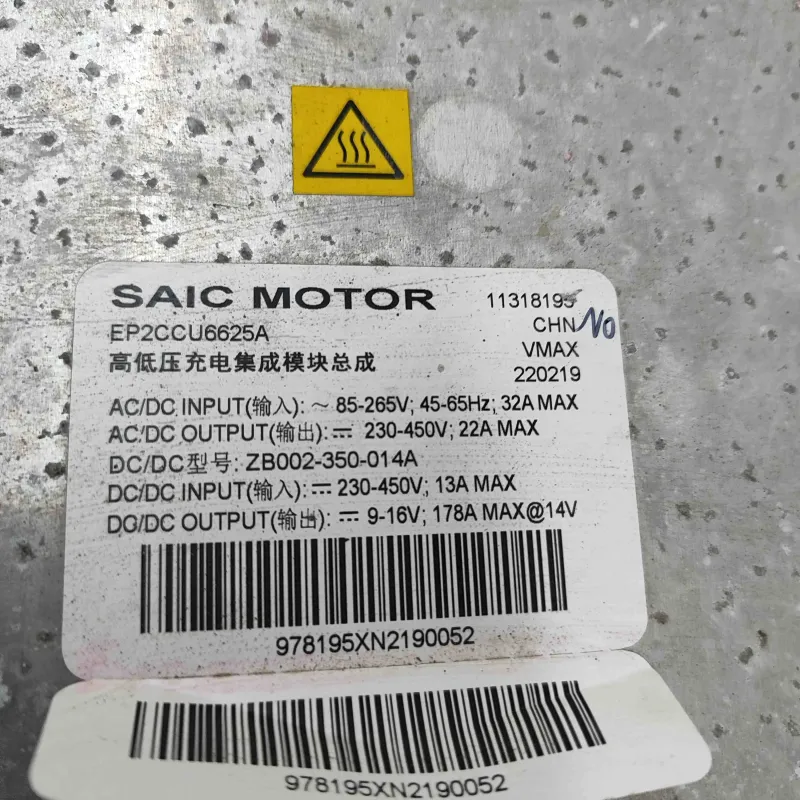 SAIC MOTOR
11318195
EP2CCU6625A
CHN NO
高低压充电集成模块总成
VMAX
220219
AC/DC INPUT(输入): ~ 85-265V; 45-65Hz; 32A MAX
AC/DC OUTPUT(输出): ⎓ 230-450V; 22A MAX
DC/DC型号: ZB002-350-014A
DC/DC INPUT(输入): ⎓ 230-450V; 13A MAX
DC/DC OUTPUT(输出): ⎓ 9-16V; 178A MAX@14V
978195XN2190052
978195XN2190052